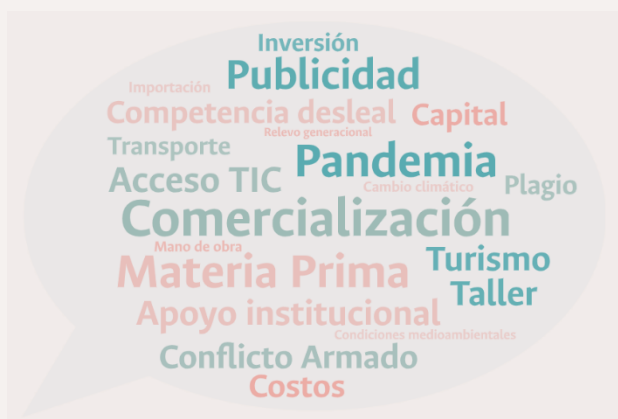 Inversión
Publicidad
Importación
Competencia desleal
Capital
Relevo generacional
Transporte
Pandemia
Acceso TIC
Cambio climático
Plagio
Comercialización
Mano de obra
Materia Prima
Turismo
Taller
Apoyo institucional
Condiciones medioambientales
Conflicto Armado
Costos